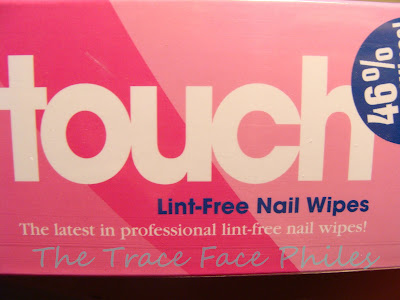 46%
touch
Lint-Free Nail Wipes
The latest in professional lint-free nail wipes!
The Trace Face Philes